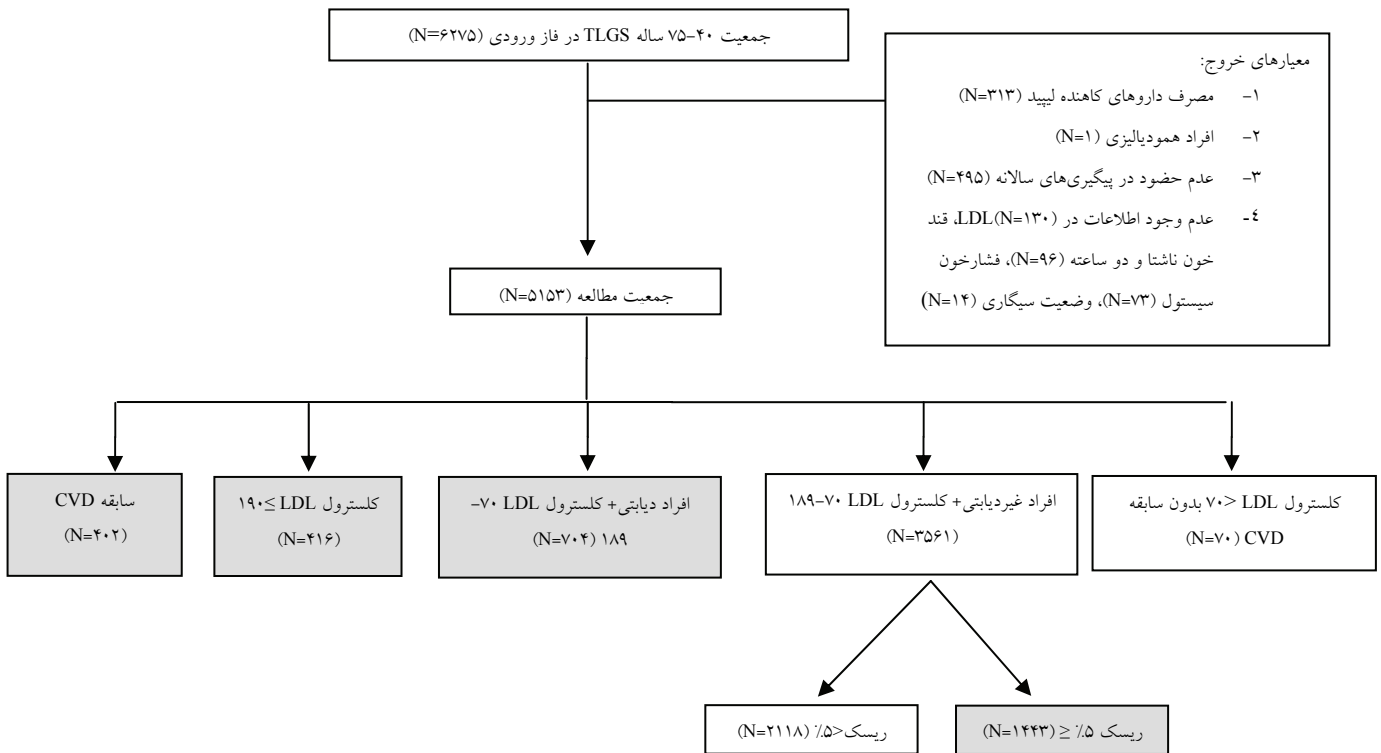 جمعیت ۴۰-۷۵ ساله TLGS در فاز ورودی (N=۶۲۷۵)
معیارهای خروج:
۱- مصرف داروهای کاهنده لیپید (N=۳۱۳)
۲- افراد همودیالیزی (N=۱)
۳- عدم حضود در پیگیری‌های سالانه (N=۴۹۵)
٤- عدم وجود اطلاعات در LDL(N=۱۳۰)، قند
خون ناشتا و دو ساعته (N=۹۶)، فشارخون
سیستول (N=۷۳)، وضعیت سیگاری (N=۱۴)
جمعیت مطالعه (N=۵۱۵۳)
کلسترول LDL <۷۰ بدون سابقه
CVD (N=۷۰)
افراد غیردیابتی+ کلسترول LDL ۷۰-۱۸۹
(N=۳۵۶۱)
افراد دیابتی+ کلسترول LDL ۷۰-
۱۸۹ (N=۷۰۴)
کلسترول LDL ≥۱۹۰
(N=۴۱۶)
سابقه CVD
(N=۴۰۲)
ریسک ۵٪ ≤ (N=۱۴۴۳)
ریسک<۵٪ (N=۲۱۱۸)